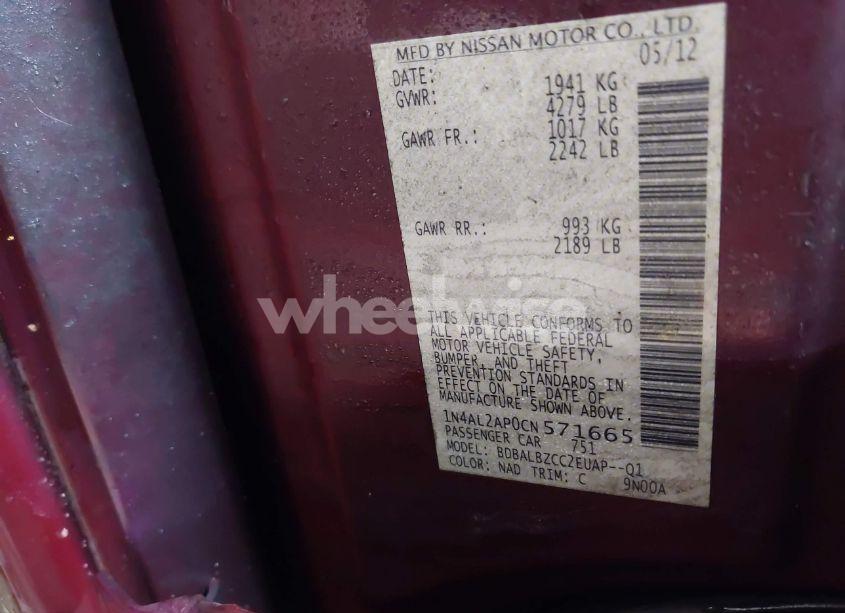 MFD BY NISSAN MOTOR CO., LTD.
DATE: 05/12
GVWR: 1941 KG
4279 LB
GAWR FR.: 1017 KG
2242 LB
GAWR RR.: 993 KG
2189 LB
wheelwise
THIS VEHICLE CONFORMS TO
ALL APPLICABLE FEDERAL
MOTOR VEHICLE SAFETY,
BUMPER, AND THEFT
PREVENTION STANDARDS IN
EFFECT ON THE DATE OF
MANUFACTURE SHOWN ABOVE.
1N4AL2AP0CN571665
PASSENGER CAR 751
MODEL: BDBALBZCC2EUAP--Q1
COLOR: NAD TRIM: C 9N00A